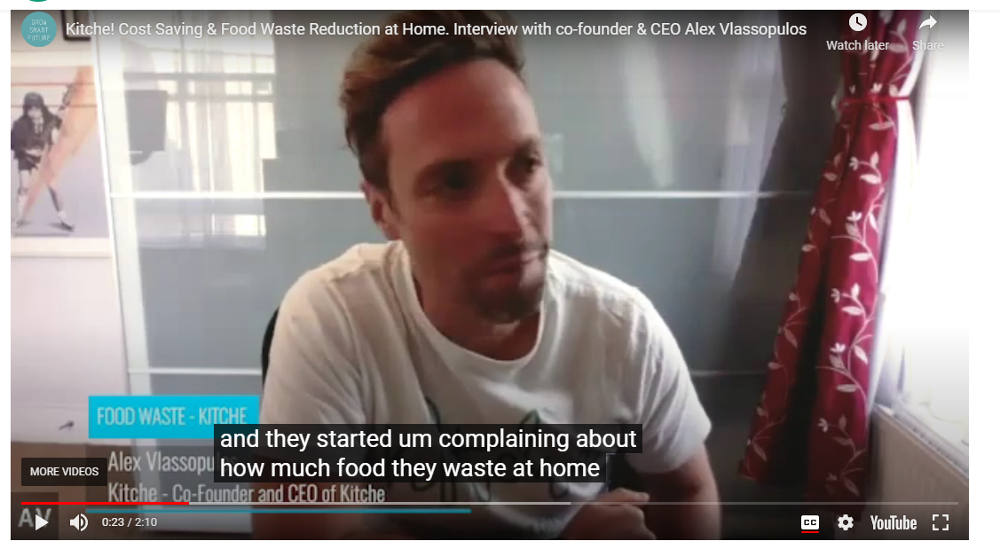 GROW
SMART
FUTURE
Kitche! Cost Saving & Food Waste Reduction at Home. Interview with co-founder & CEO Alex Vlassopulos
Watch later
Share
FOOD WASTE - KITCHE
and they started um complaining about
how much food they waste at home
Alex Vlassopu
MORE VIDEOS
Kitche - Co-Founder and CEO of Kitche
AV
0:23 / 2:10
CC
YouTube